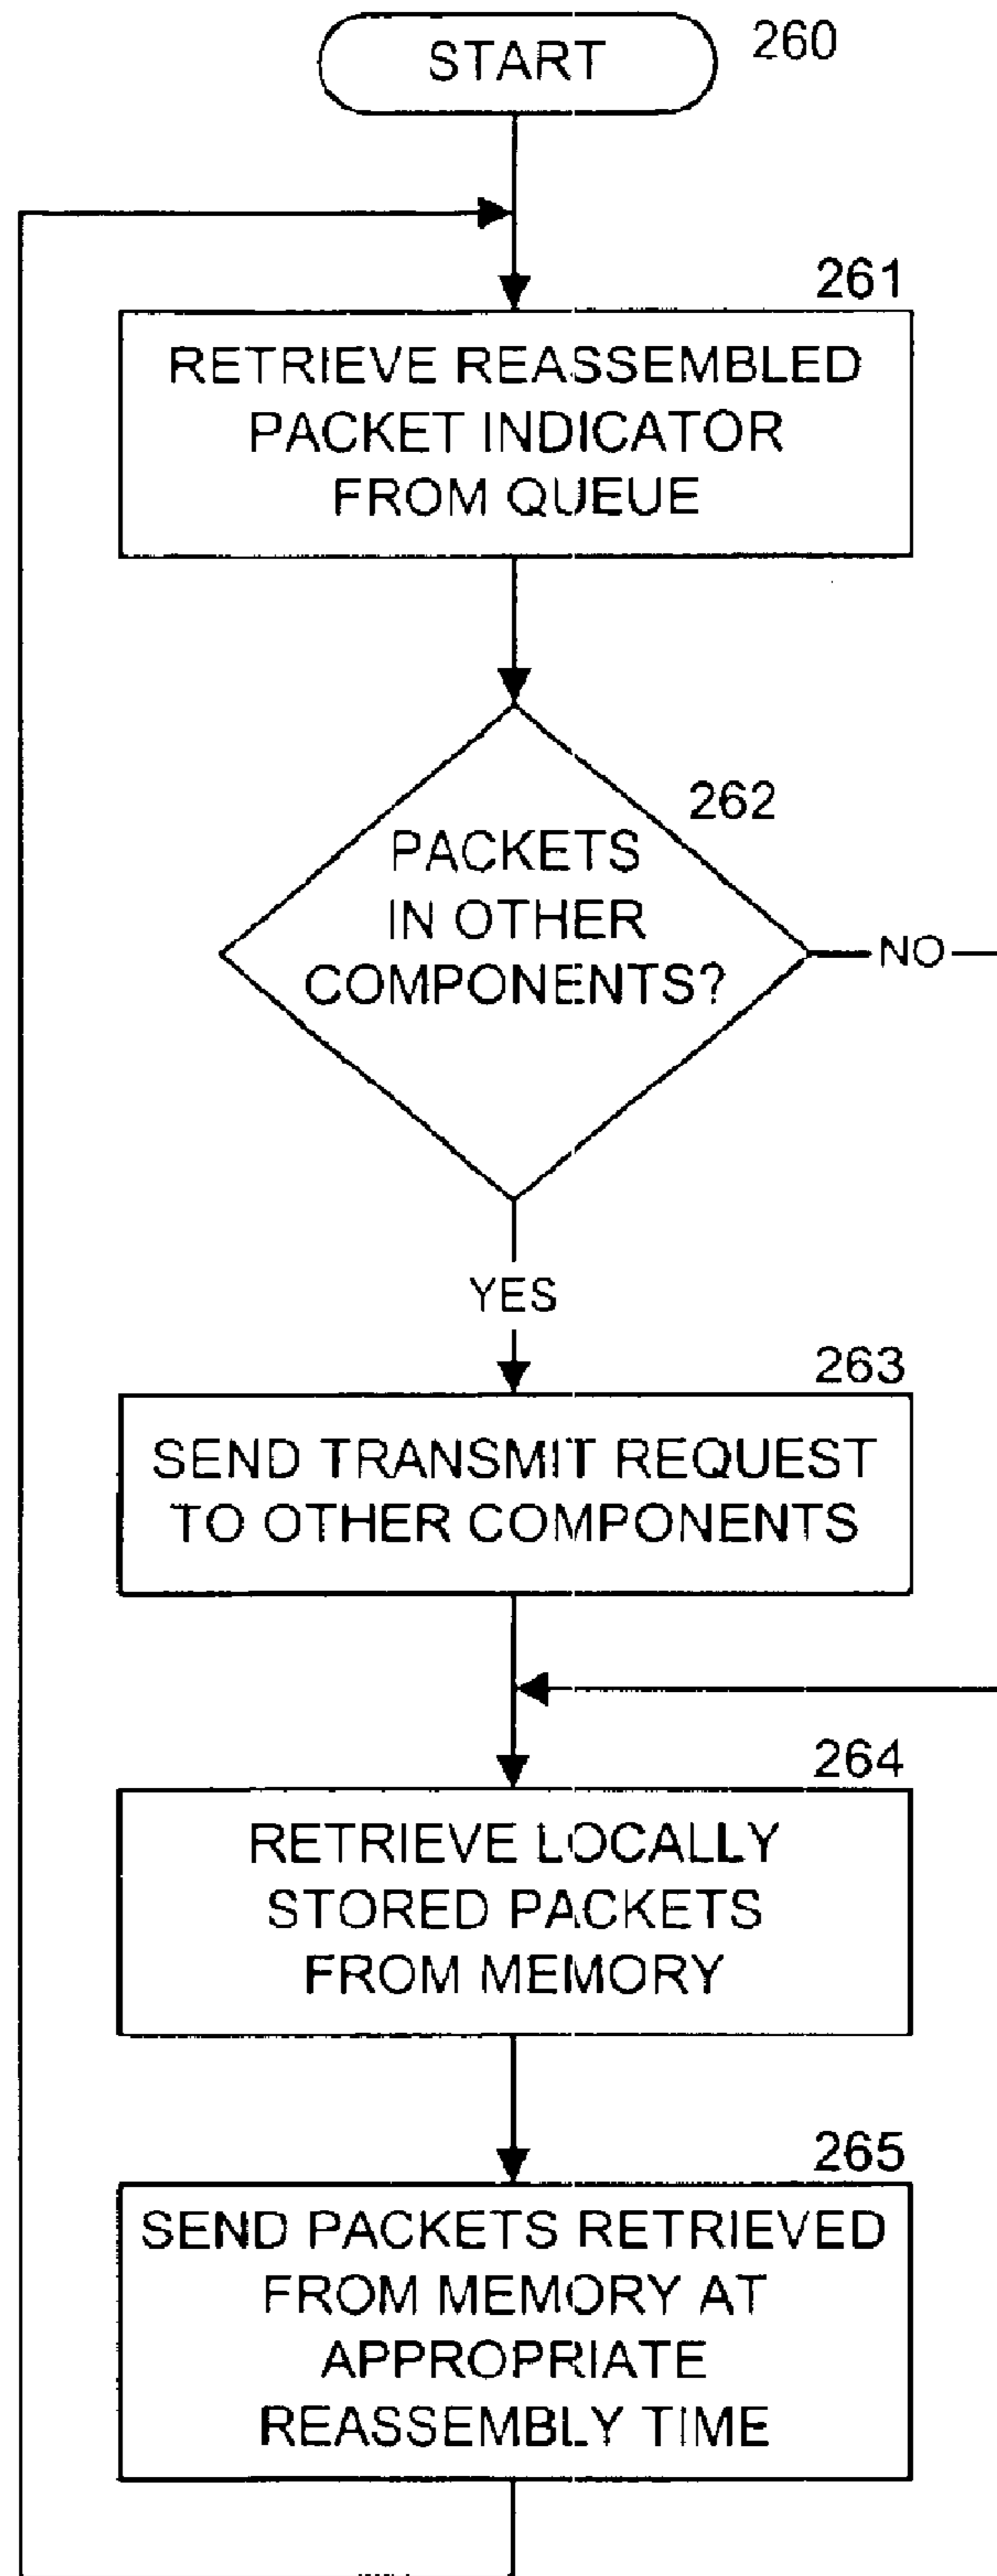 START
260
261
RETRIEVE REASSEMBLED
PACKET INDICATOR
FROM QUEUE
262
PACKETS
IN OTHER
COMPONENTS?
NO
YES
263
SEND TRANSMIT REQUEST
TO OTHER COMPONENTS
264
RETRIEVE LOCALLY
STORED PACKETS
FROM MEMORY
265
SEND PACKETS RETRIEVED
FROM MEMORY AT
APPROPRIATE
REASSEMBLY TIME